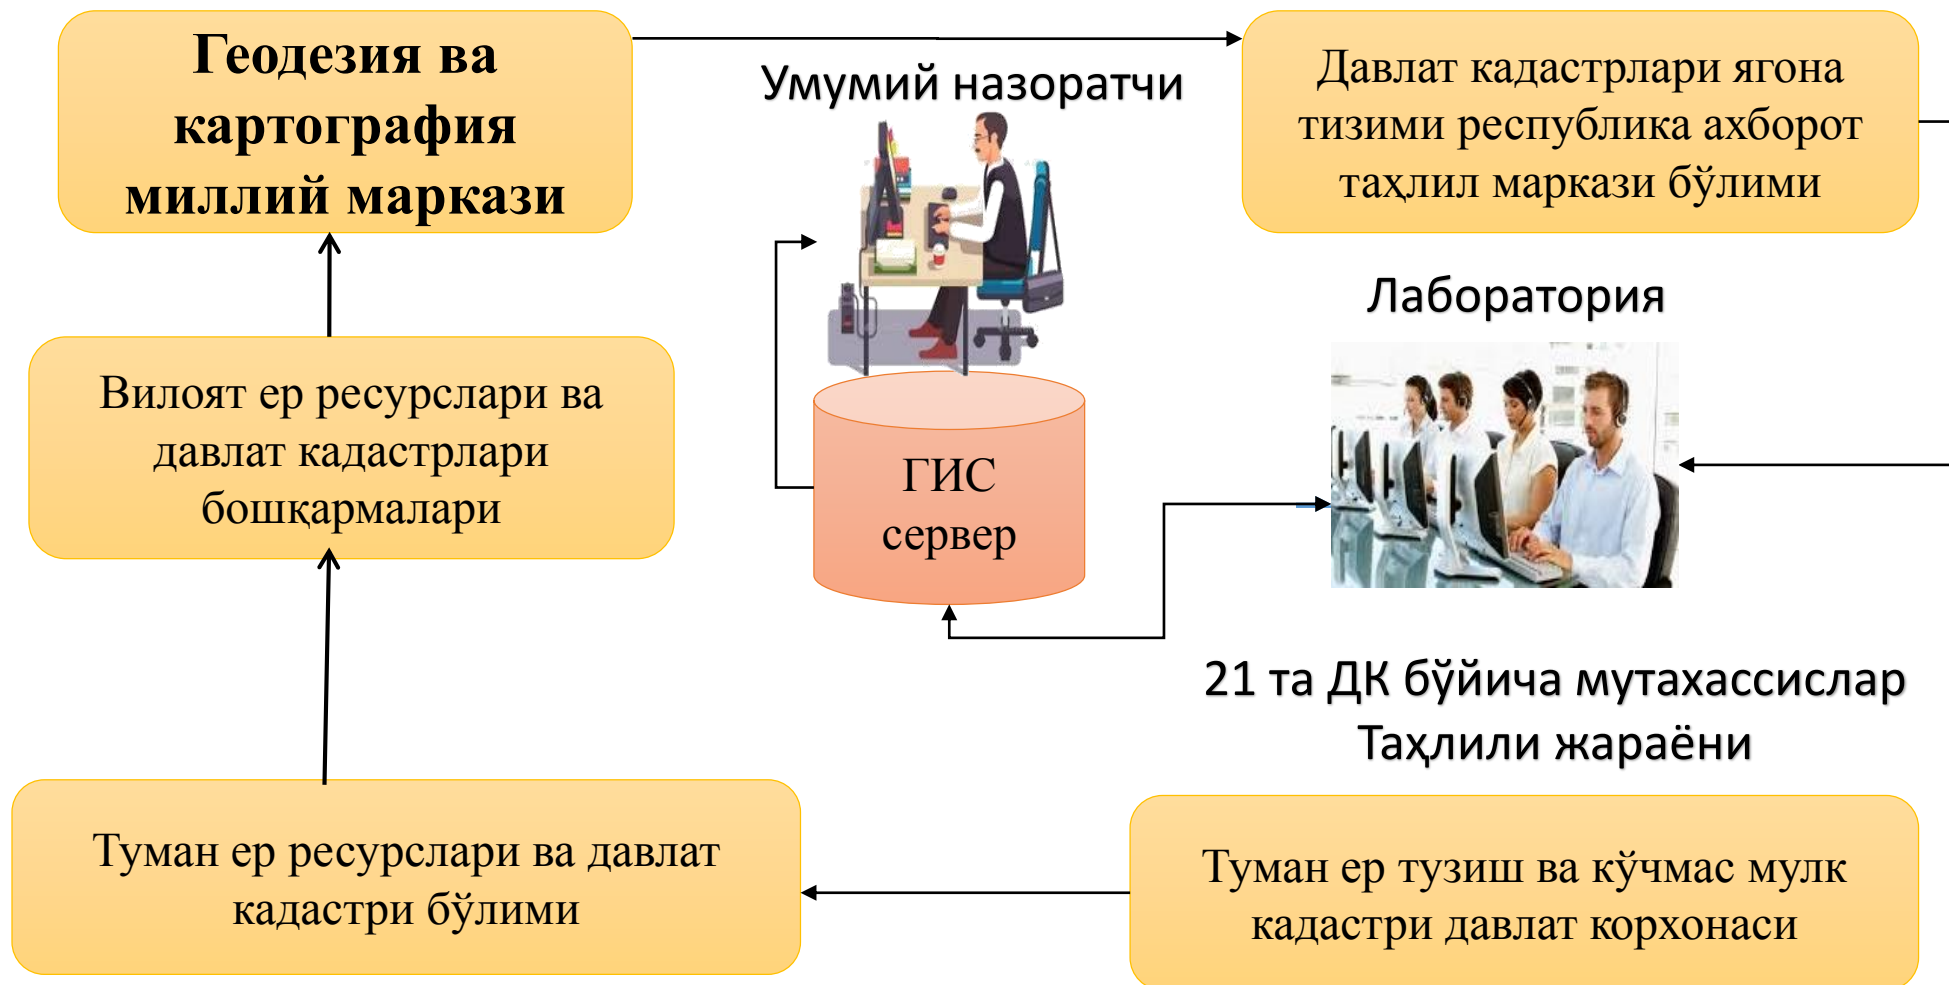 Геодезия ва
картография
миллий маркази
Умумий назоратчи
Давлат кадастрлари ягона
тизими республика ахборот
таҳлил маркази бўлими
Лаборатория
Вилоят ер ресурслари ва
давлат кадастрлари
бошқармалари
ГИС
сервер
21 та ДК бўйича мутахассислар
Таҳлили жараёни
Туман ер ресурслари ва давлат
кадастри бўлими
Туман ер тузиш ва кўчмас мулк
кадастри давлат корхонаси